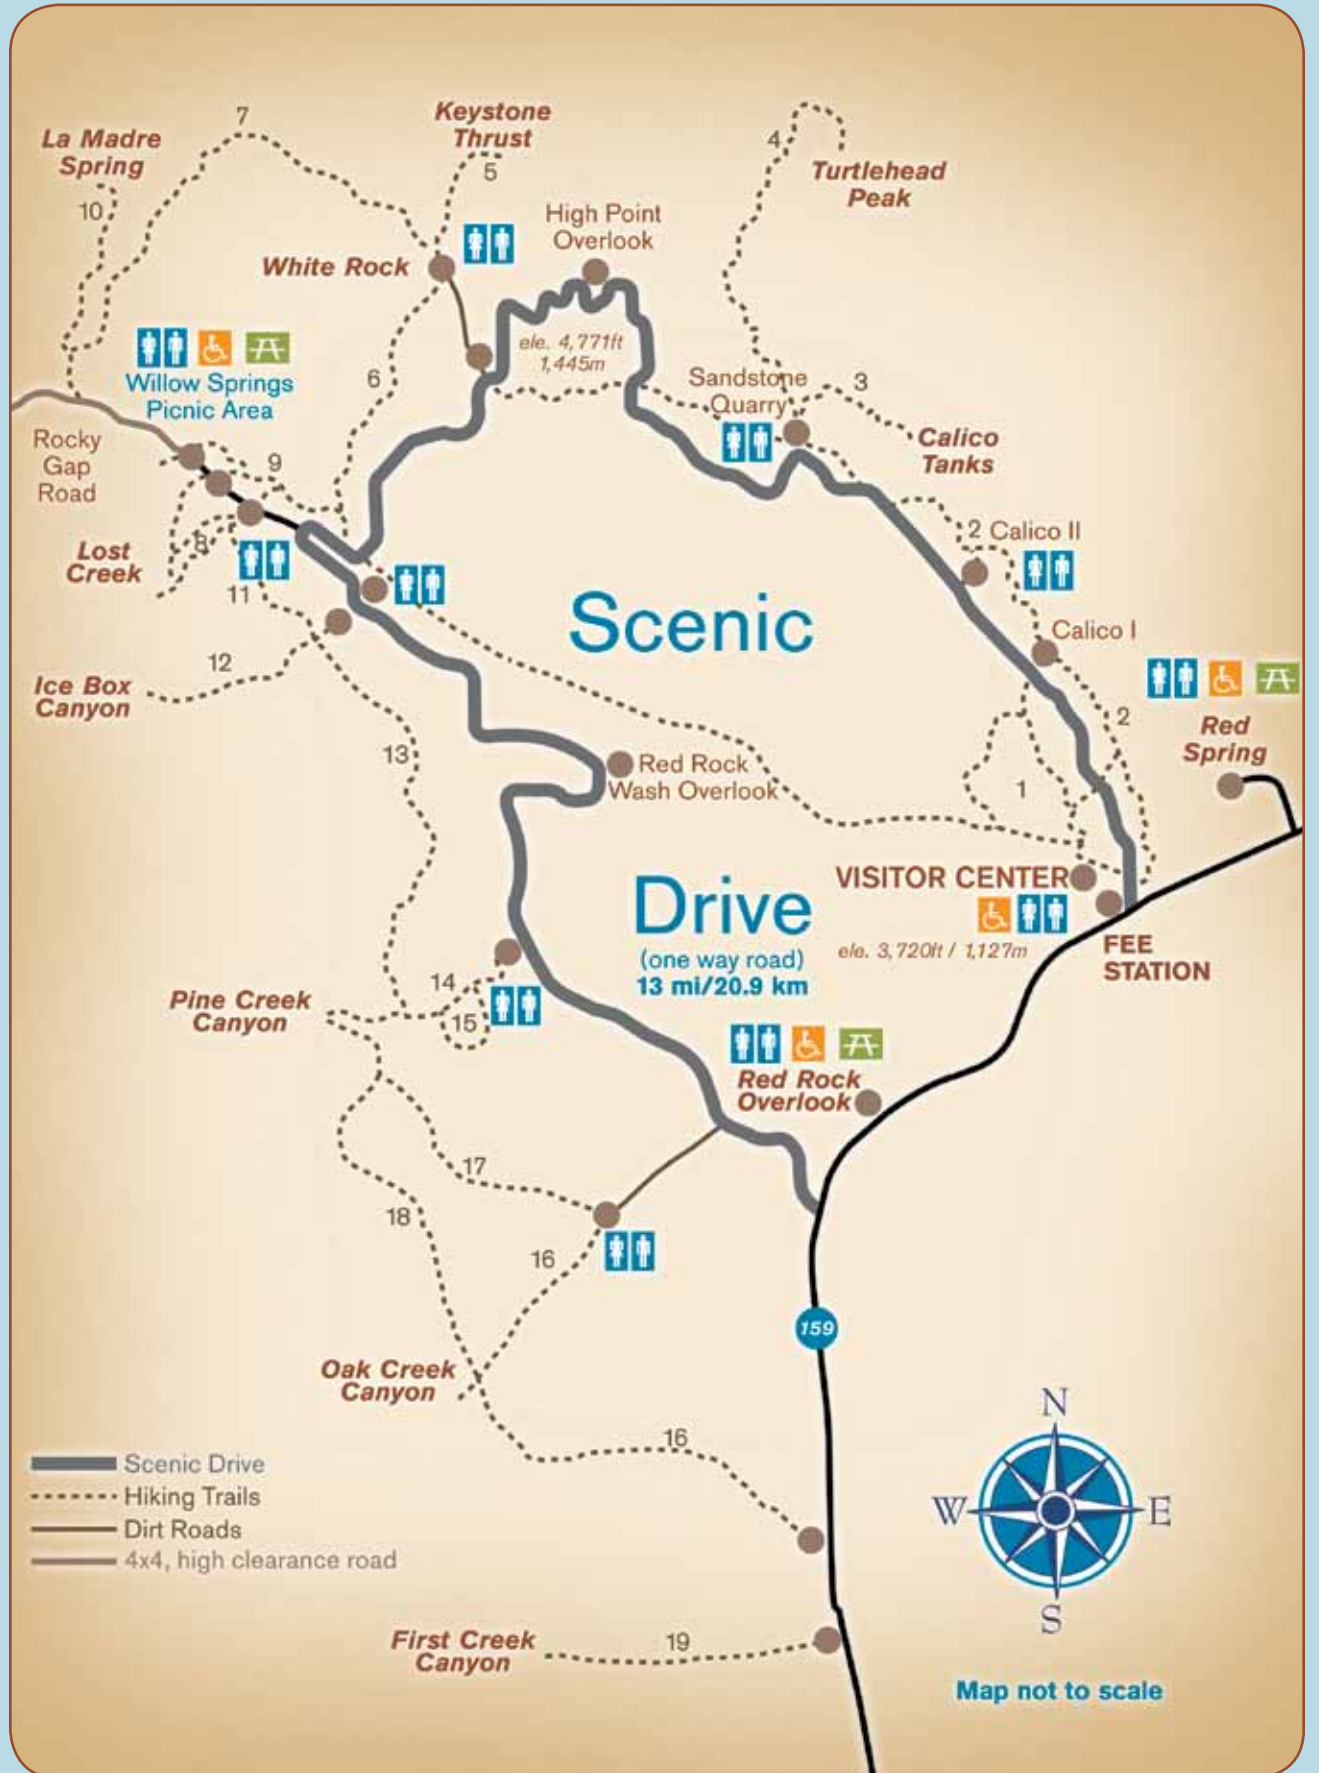 7
Keystone
Thrust
La Madre
Spring
5
4
Turtlehead
Peak
10
High Point
Overlook
White Rock
ele. 4,771ft
1,445m
Willow Springs
Picnic Area
6
Sandstone
Quarry
3
Calico
Tanks
Rocky
Gap
Road
9
8
Lost
Creek
2
Calico II
11
Scenic
Calico I
12
Ice Box
Canyon
2
Red
Spring
13
Red Rock
Wash Overlook
1
VISITOR CENTER
Drive
(one way road)
13 mi/20.9 km
ele. 3,720ft / 1,127m
FEE
STATION
14
15
Pine Creek
Canyon
Red Rock
Overlook
17
18
16
159
Oak Creek
Canyon
16
N
W
E
S
Scenic Drive
Hiking Trails
Dirt Roads
4x4, high clearance road
First Creek
Canyon
19
Map not to scale